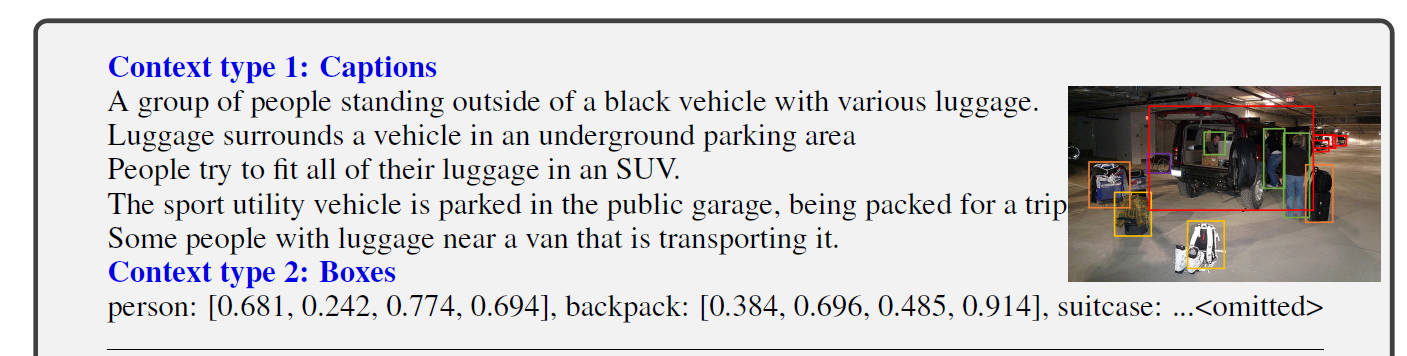 Context type 1: Captions
A group of people standing outside of a black vehicle with various luggage.
Luggage surrounds a vehicle in an underground parking area
People try to fit all of their luggage in an SUV.
The sport utility vehicle is parked in the public garage, being packed for a trip
Some people with luggage near a van that is transporting it.
Context type 2: Boxes
person: [0.681, 0.242, 0.774, 0.694], backpack: [0.384, 0.696, 0.485, 0.914], suitcase: ...<omitted>